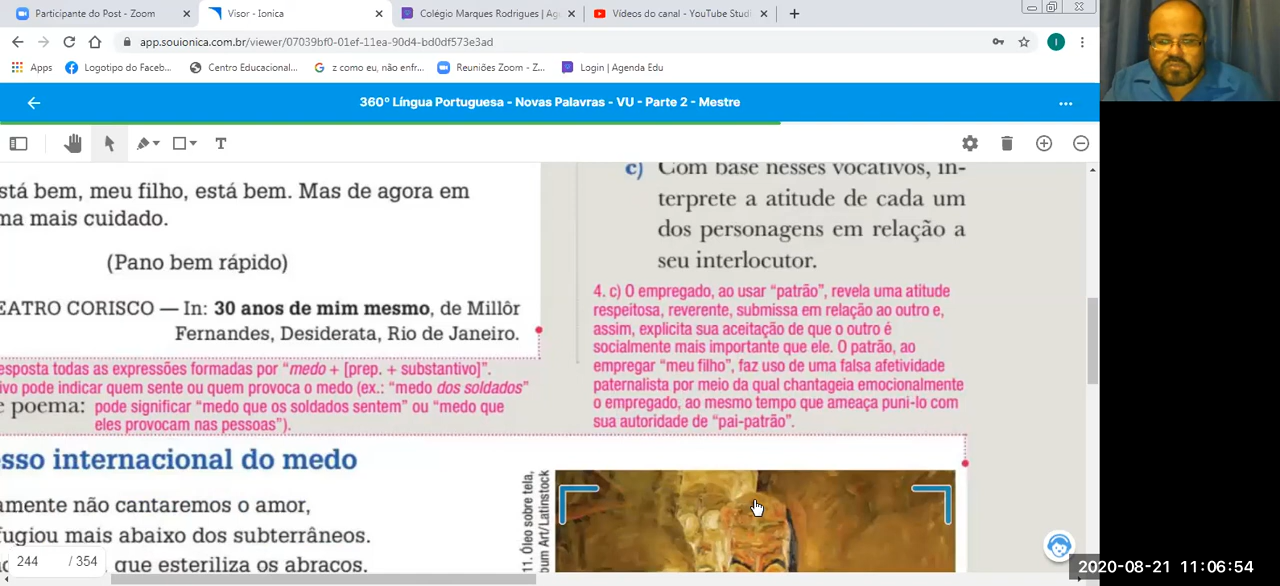 Participante do Post - Zoom
Visor - Ionica
Colégio Marques Rodrigues | Ag
Vídeos do canal - YouTube Stud
app.souionica.com.br/viewer/07039bf0-01ef-11ea-90d4-bd0df573e3ad
Apps
Logotipo do Faceb...
Centro Educacional...
z como eu, não enfr...
Reuniões Zoom - Z...
Login | Agenda Edu
360° Língua Portuguesa - Novas Palavras - VU - Parte 2 - Mestre
stá bem, meu filho, está bem. Mas de agora em
ma mais cuidado.
(Pano bem rápido)
EATRO CORISCO — In: 30 anos de mim mesmo, de Millôr
Fernandes, Desiderata, Rio de Janeiro.
esposta todas as expressões formadas por "medo + [prep. + substantivo]".
ivo pode indicar quem sente ou quem provoca o medo (ex.: "medo dos soldados"
e poema: pode significar "medo que os soldados sentem" ou "medo que
eles provocam nas pessoas").
esso internacional do medo
amente não cantaremos o amor,
fugiou mais abaixo dos subterrâneos.
que esteriliza os abraços.
244 / 354
c) Com base nesses vocativos, in-
terprete a atitude de cada um
dos personagens em relação a
seu interlocutor.
4. c) O empregado, ao usar "patrão", revela uma atitude
respeitosa, reverente, submissa em relação ao outro e,
assim, explicita sua aceitação de que o outro é
socialmente mais importante que ele. O patrão, ao
empregar "meu filho", faz uso de uma falsa afetividade
paternalista por meio da qual chantageia emocionalmente
o empregado, ao mesmo tempo que ameaça puni-lo com
sua autoridade de "pai-patrão".
11. Óleo sobre tela,
bum Art/Latinstock
2020-08-21 11:06:54